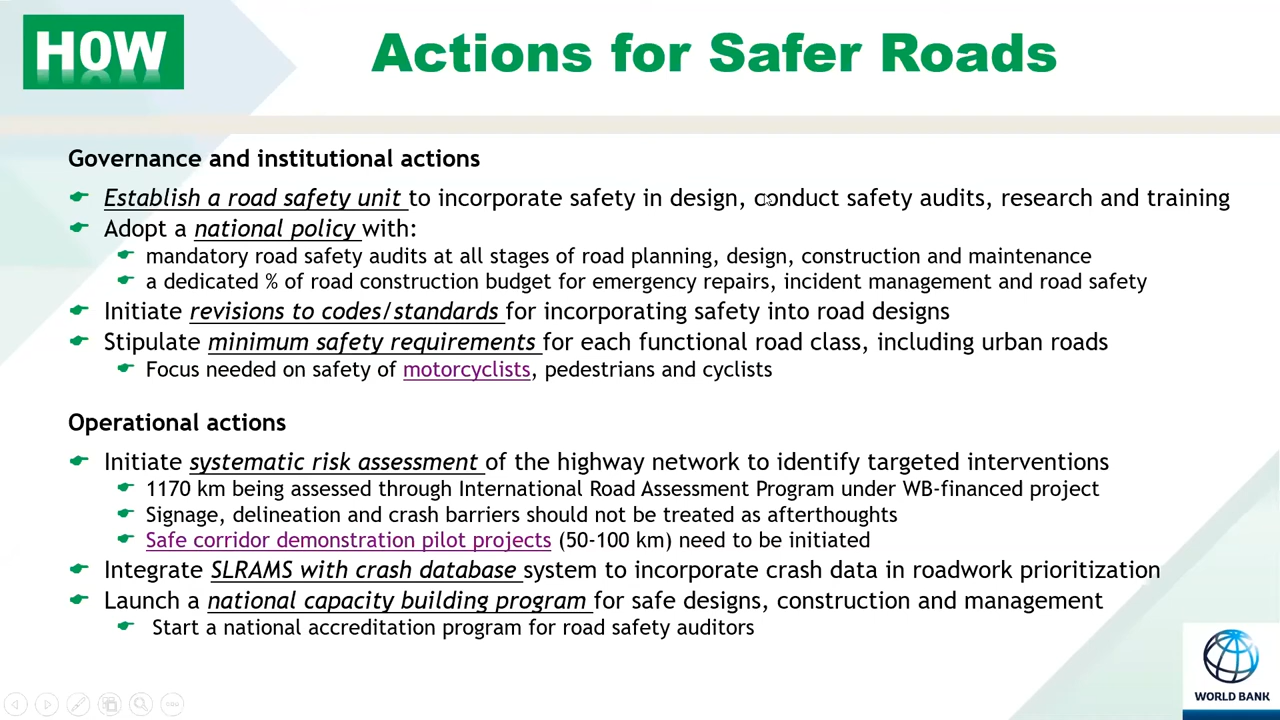 HOW
Actions for Safer Roads
Governance and institutional actions
Establish a road safety unit to incorporate safety in design, conduct safety audits, research and training
Adopt a national policy with:
mandatory road safety audits at all stages of road planning, design, construction and maintenance
a dedicated % of road construction budget for emergency repairs, incident management and road safety
Initiate revisions to codes/standards for incorporating safety into road designs
Stipulate minimum safety requirements for each functional road class, including urban roads
Focus needed on safety of motorcyclists, pedestrians and cyclists
Operational actions
Initiate systematic risk assessment of the highway network to identify targeted interventions
1170 km being assessed through International Road Assessment Program under WB-financed project
Signage, delineation and crash barriers should not be treated as afterthoughts
Safe corridor demonstration pilot projects (50-100 km) need to be initiated
Integrate SLRAMS with crash database system to incorporate crash data in roadwork prioritization
Launch a national capacity building program for safe designs, construction and management
Start a national accreditation program for road safety auditors
WORLD BANK